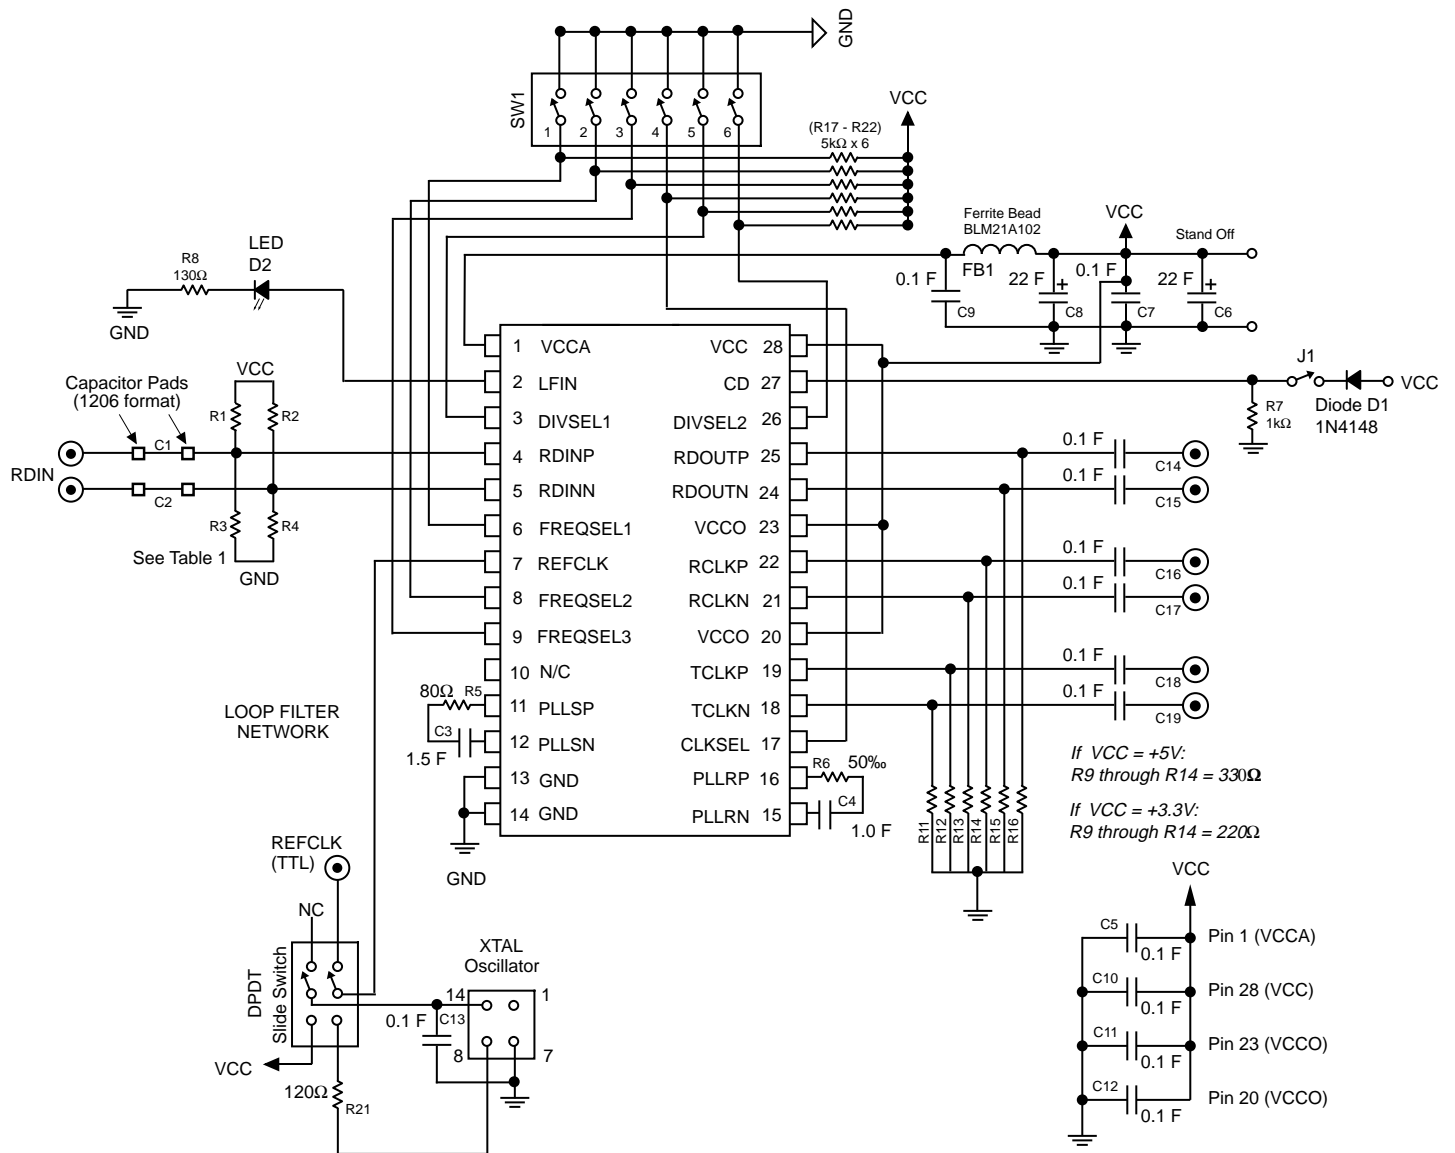 GND
SW1
1 2 3 4 5 6
VCC
(R17 - R22)
5kΩ x 6
Ferrite Bead
BLM21A102
VCC
Stand Off
FB1
0.1 F
C9
22 F
+
C8
0.1 F
C7
22 F
+
C6
LED
D2
R8
130Ω
GND
Capacitor Pads
(1206 format)
VCC
R1
R2
C1
RDIN
C2
R3
R4
See Table 1
GND
1 VCCA
2 LFIN
3 DIVSEL1
4 RDINP
5 RDINN
6 FREQSEL1
7 REFCLK
8 FREQSEL2
9 FREQSEL3
10 N/C
11 PLLSP
12 PLLSN
13 GND
14 GND
VCC 28
CD 27
DIVSEL2 26
RDOUTP 25
RDOUTN 24
VCCO 23
RCLKP 22
RCLKN 21
VCCO 20
TCLKP 19
TCLKN 18
CLKSEL 17
PLLRP 16
PLLRN 15
J1
VCC
R7
1kΩ
Diode D1
1N4148
0.1 F
C14
0.1 F
C15
0.1 F
C16
0.1 F
C17
0.1 F
C18
0.1 F
C19
80Ω
R5
C3
1.5 F
LOOP FILTER
NETWORK
GND
R6
50‰
C4
1.0 F
R11
R12
R13
R14
R15
R16
If VCC = +5V:
R9 through R14 = 330Ω
If VCC = +3.3V:
R9 through R14 = 220Ω
REFCLK
(TTL)
NC
DPDT
Slide Switch
VCC
120Ω
R21
XTAL
Oscillator
14
1
0.1 F
C13
8
7
VCC
C5
0.1 F
Pin 1 (VCCA)
C10
0.1 F
Pin 28 (VCC)
C11
0.1 F
Pin 23 (VCCO)
C12
0.1 F
Pin 20 (VCCO)